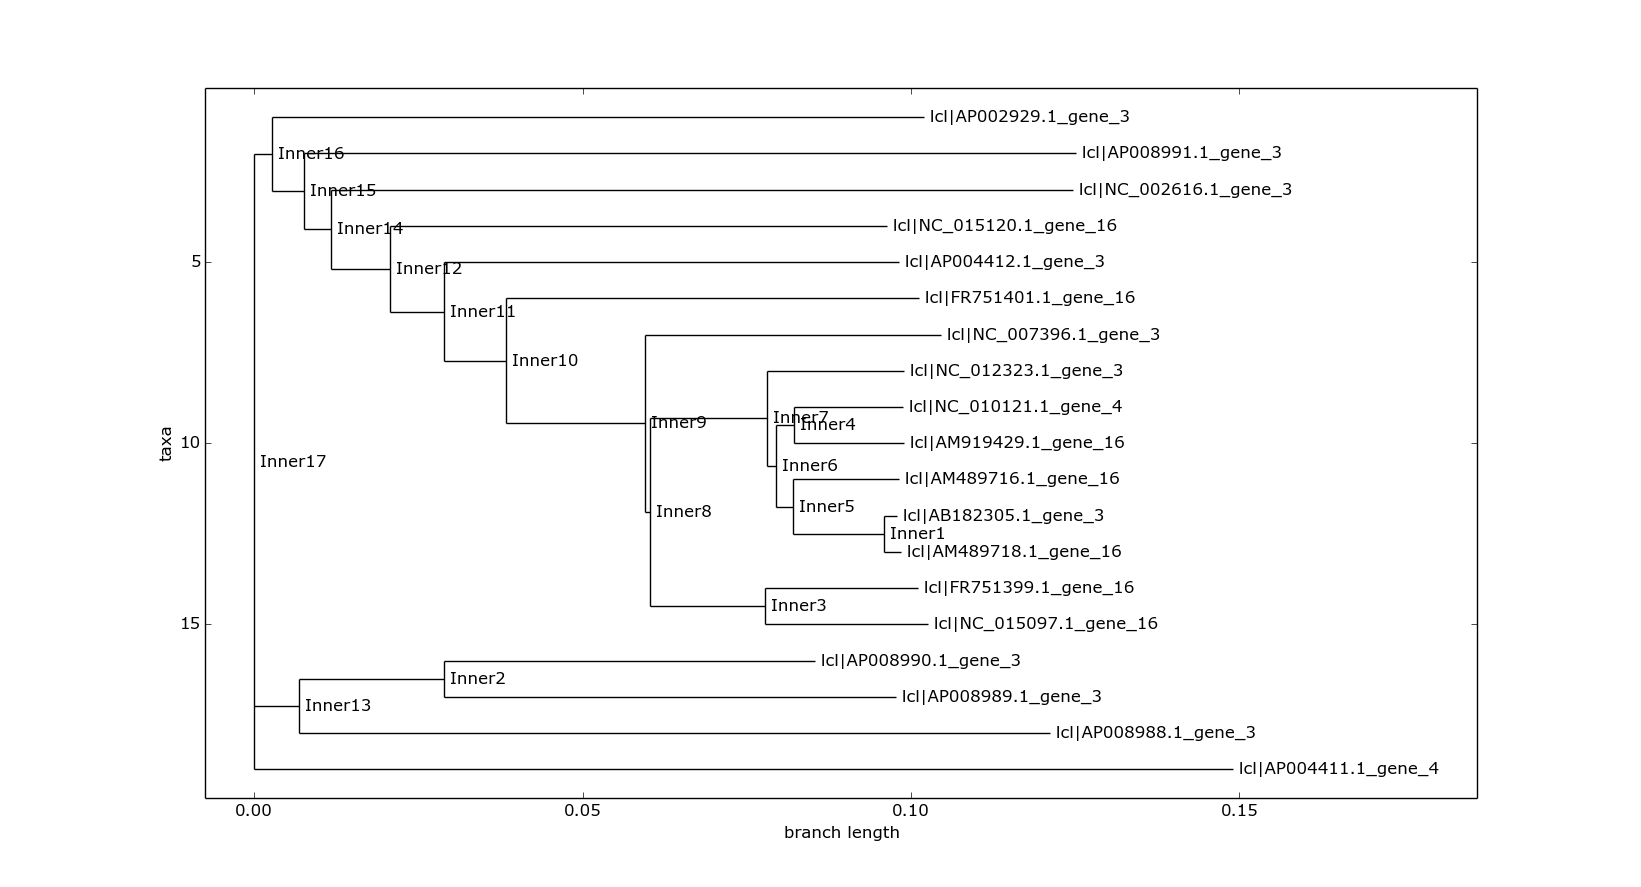 lcl|AP002929.1_gene_3
Inner16
lcl|AP008991.1_gene_3
Inner15
lcl|NC_002616.1_gene_3
Inner14
lcl|NC_015120.1_gene_16
5
Inner12
lcl|AP004412.1_gene_3
lcl|FR751401.1_gene_16
Inner11
lcl|NC_007396.1_gene_3
Inner10
lcl|NC_012323.1_gene_3
lcl|NC_010121.1_gene_4
Inner7
Inner9
Inner4
taxa
10
lcl|AM919429.1_gene_16
Inner17
Inner6
lcl|AM489716.1_gene_16
Inner5
Inner8
lcl|AB182305.1_gene_3
Inner1
lcl|AM489718.1_gene_16
lcl|FR751399.1_gene_16
Inner3
15
lcl|NC_015097.1_gene_16
lcl|AP008990.1_gene_3
Inner2
lcl|AP008989.1_gene_3
Inner13
lcl|AP008988.1_gene_3
lcl|AP004411.1_gene_4
0.00 0.05 0.10 0.15
branch length